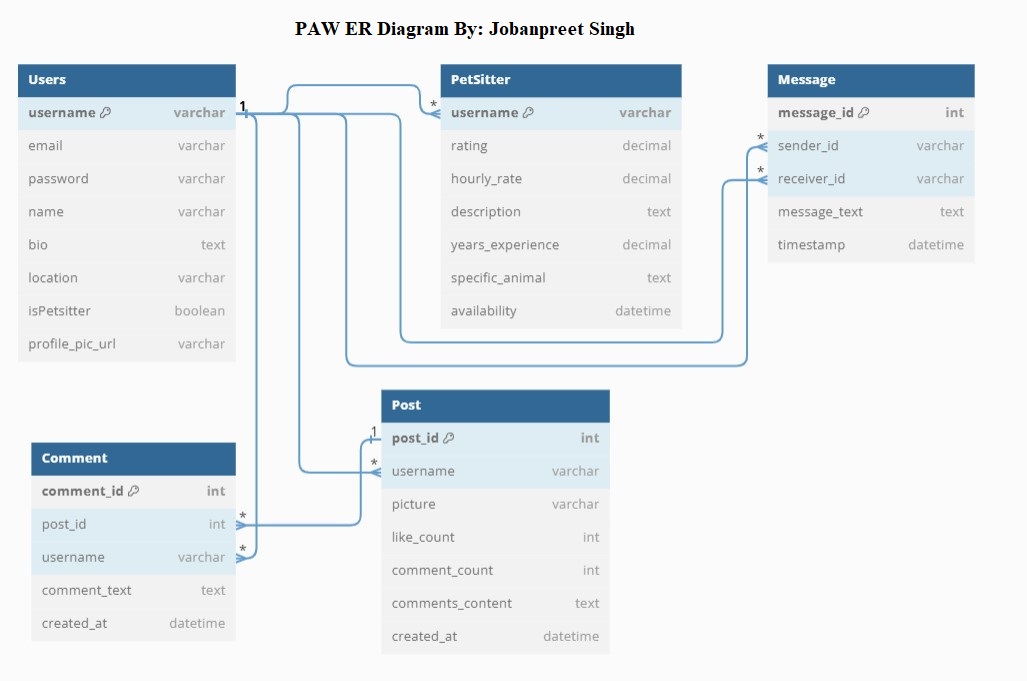 PAW ER Diagram By: Jobanpreet Singh
Users
username varchar
email varchar
password varchar
name varchar
bio text
location varchar
isPetsitter boolean
profile_pic_url varchar
1
*
PetSitter
username varchar
rating decimal
hourly_rate decimal
description text
years_experience decimal
specific_animal text
availability datetime
Message
message_id int
*
sender_id varchar
*
receiver_id varchar
message_text text
timestamp datetime
Comment
comment_id int
*
post_id int
*
username varchar
comment_text text
created_at datetime
Post
1
post_id int
*
username varchar
picture varchar
like_count int
comment_count int
comments_content text
created_at datetime